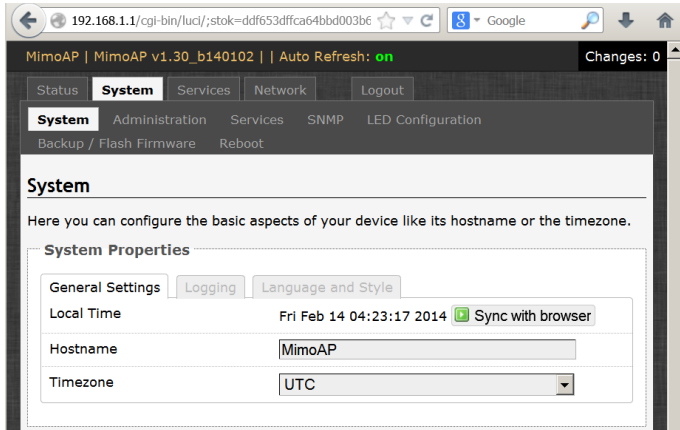 192.168.1.1/cgi-bin/luci/;stok=ddf653dffca64bbd003b6
Google
MimoAP | MimoAP v1.30_b140102 | | Auto Refresh: on
Changes: 0
Status System Services Network Logout
System Administration Services SNMP LED Configuration
Backup / Flash Firmware Reboot
System
Here you can configure the basic aspects of your device like its hostname or the timezone.
System Properties
General Settings Logging Language and Style
Local Time Fri Feb 14 04:23:17 2014 Sync with browser
Hostname MimoAP
Timezone UTC